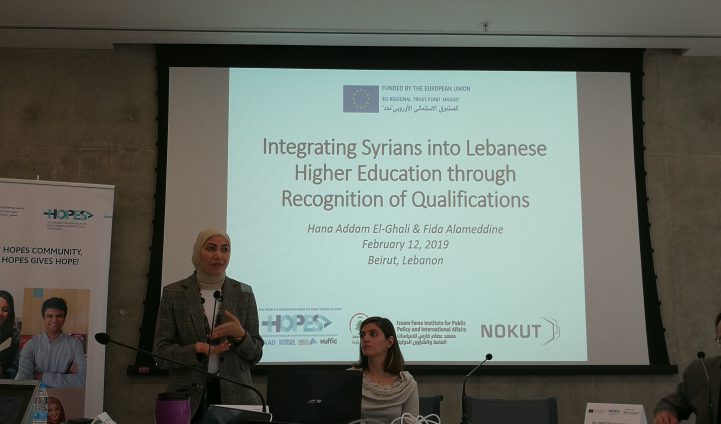 FUNDED BY THE EUROPEAN UNION
EU REGIONAL TRUST FUND 'MADAD'
الصندوق الاستئماني الأوروبي 'مدد'
Integrating Syrians into Lebanese
Higher Education through
Recognition of Qualifications
Hana Addam El-Ghali & Fida Alameddine
February 12, 2019
Beirut, Lebanon
HOPES
HOPES COMMUNITY,
HOPES GIVES HOPE!
HOPES
nuffic
Issam Fares Institute for Public
Policy and International Affairs
معهد عصام فارس للسياسات
العامة والشؤون الدولية
NOKUT